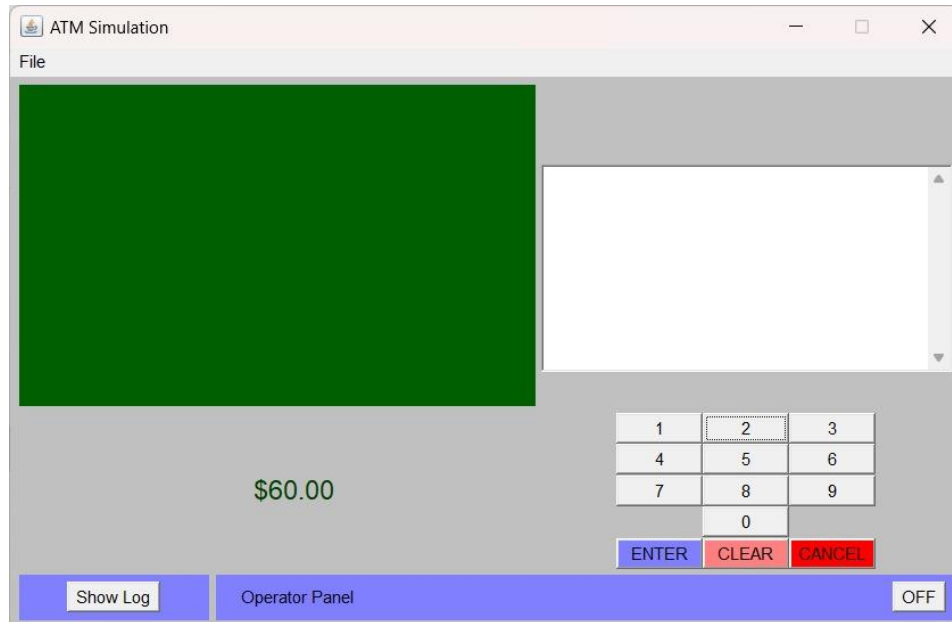 ATM Simulation
File
$60.00
1 2 3
4 5 6
7 8 9
0
ENTER CLEAR CANCEL
Show Log Operator Panel OFF